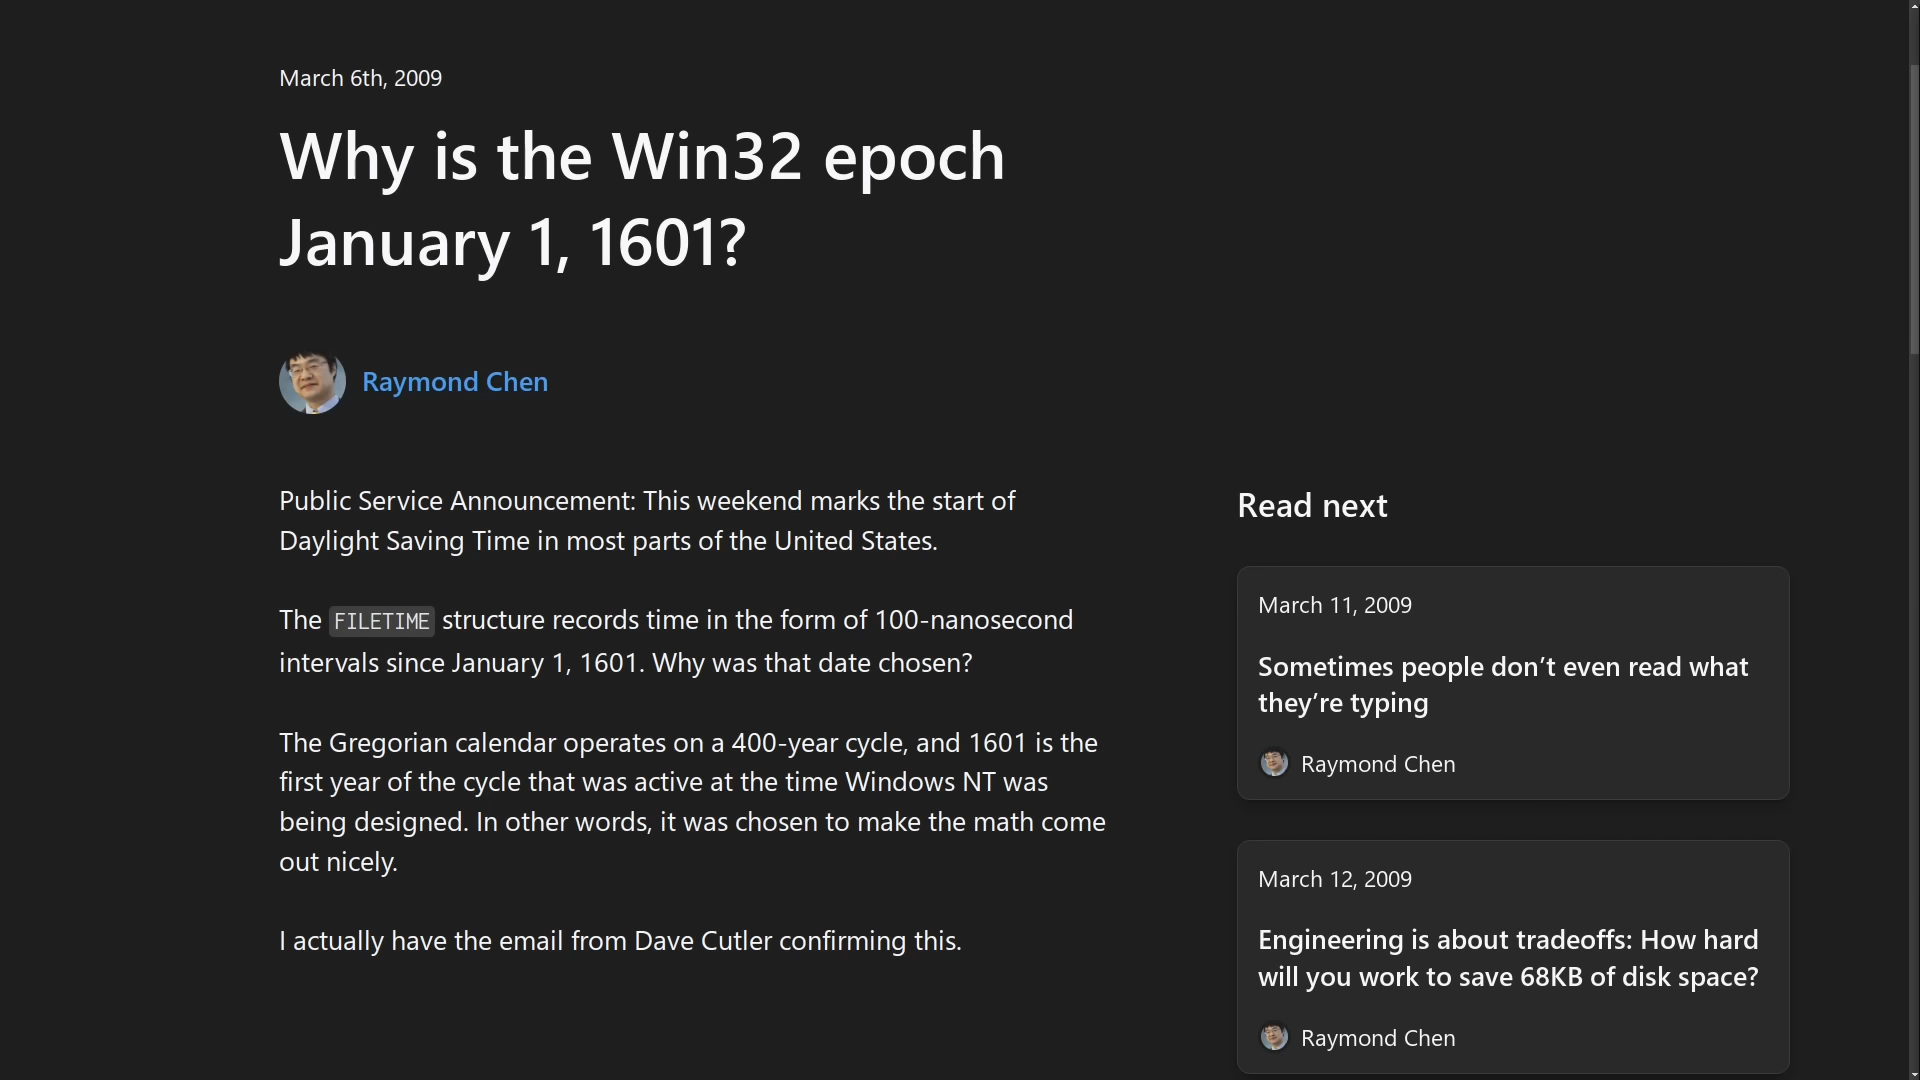 March 6th, 2009
Why is the Win32 epoch
January 1, 1601?
Raymond Chen
Public Service Announcement: This weekend marks the start of
Daylight Saving Time in most parts of the United States.
The FILETIME structure records time in the form of 100-nanosecond
intervals since January 1, 1601. Why was that date chosen?
The Gregorian calendar operates on a 400-year cycle, and 1601 is the
first year of the cycle that was active at the time Windows NT was
being designed. In other words, it was chosen to make the math come
out nicely.
I actually have the email from Dave Cutler confirming this.
Read next
March 11, 2009
Sometimes people don’t even read what
they’re typing
Raymond Chen
March 12, 2009
Engineering is about tradeoffs: How hard
will you work to save 68KB of disk space?
Raymond Chen